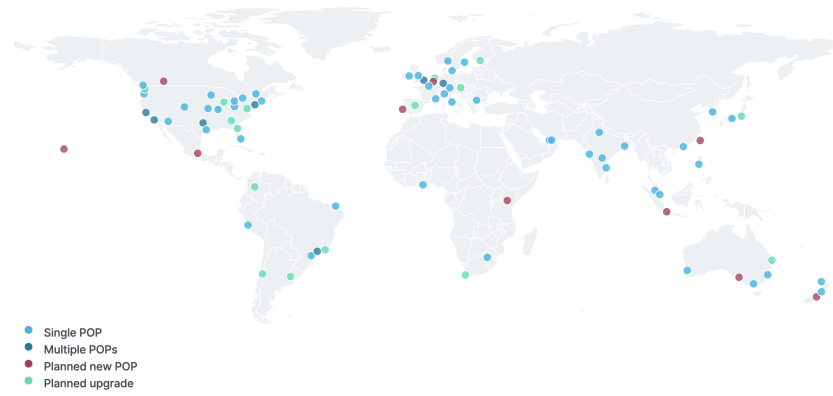 Single POP
Multiple POPs
Planned new POP
Planned upgrade